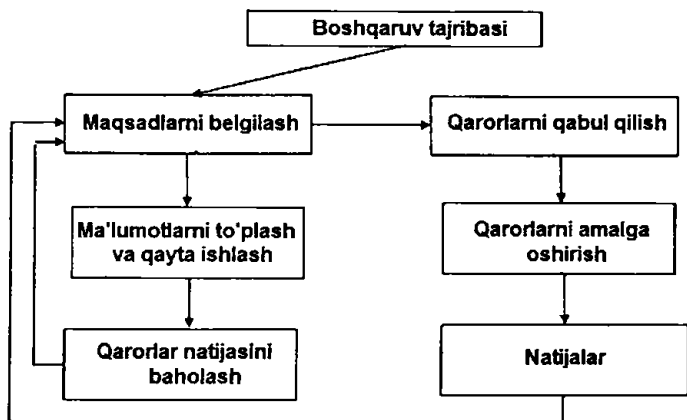 Boshqaruv tajribasi
Maqsadlarni belgilash
Qarorlarni qabul qilish
Ma'lumotlarni to'plash
va qayta ishlash
Qarorlarni amalga
oshirish
Qarorlar natijasini
baholash
Natijalar